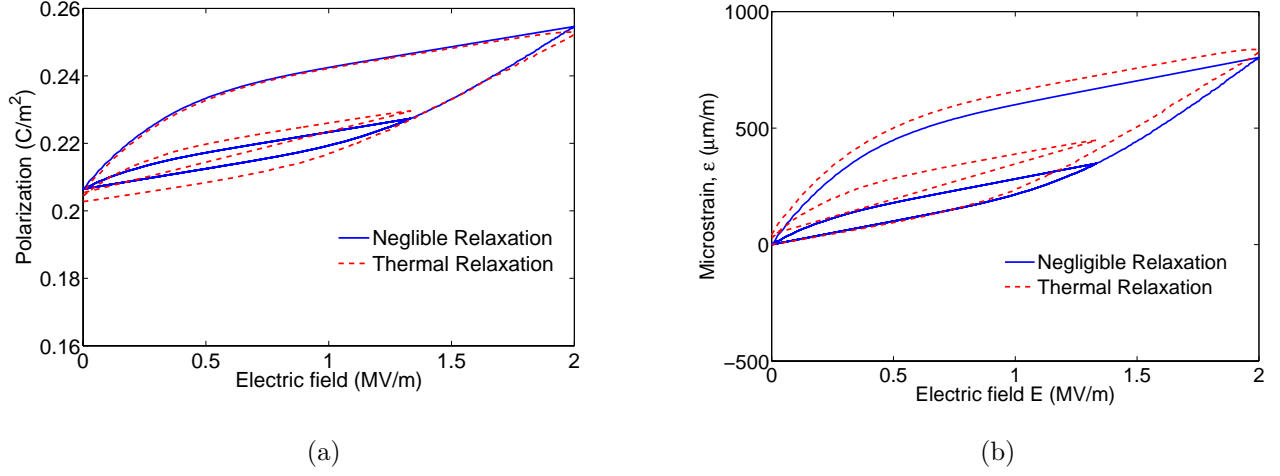 0.26
0.24
0.22
0.2
0.18
0.16
Polarization (C/m²)
Neglible Relaxation
Thermal Relaxation
0
0.5
1
1.5
2
Electric field (MV/m)
(a)
1000
500
0
−500
Microstrain, ε (μm/m)
Negligible Relaxation
Thermal Relaxation
0
0.5
1
1.5
2
Electric field E (MV/m)
(b)